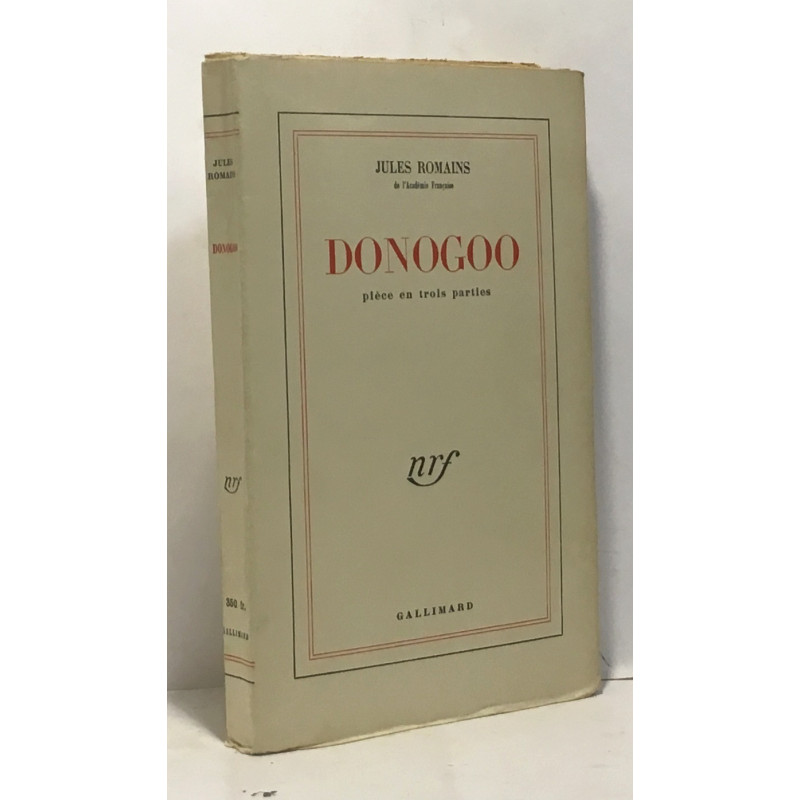 JULES
ROMAINS
DONOGOO
nrf
350 fr.
GALLIMARD
JULES ROMAINS
de l'Académie Française
DONOGOO
pièce en trois parties
nrf
GALLIMARD